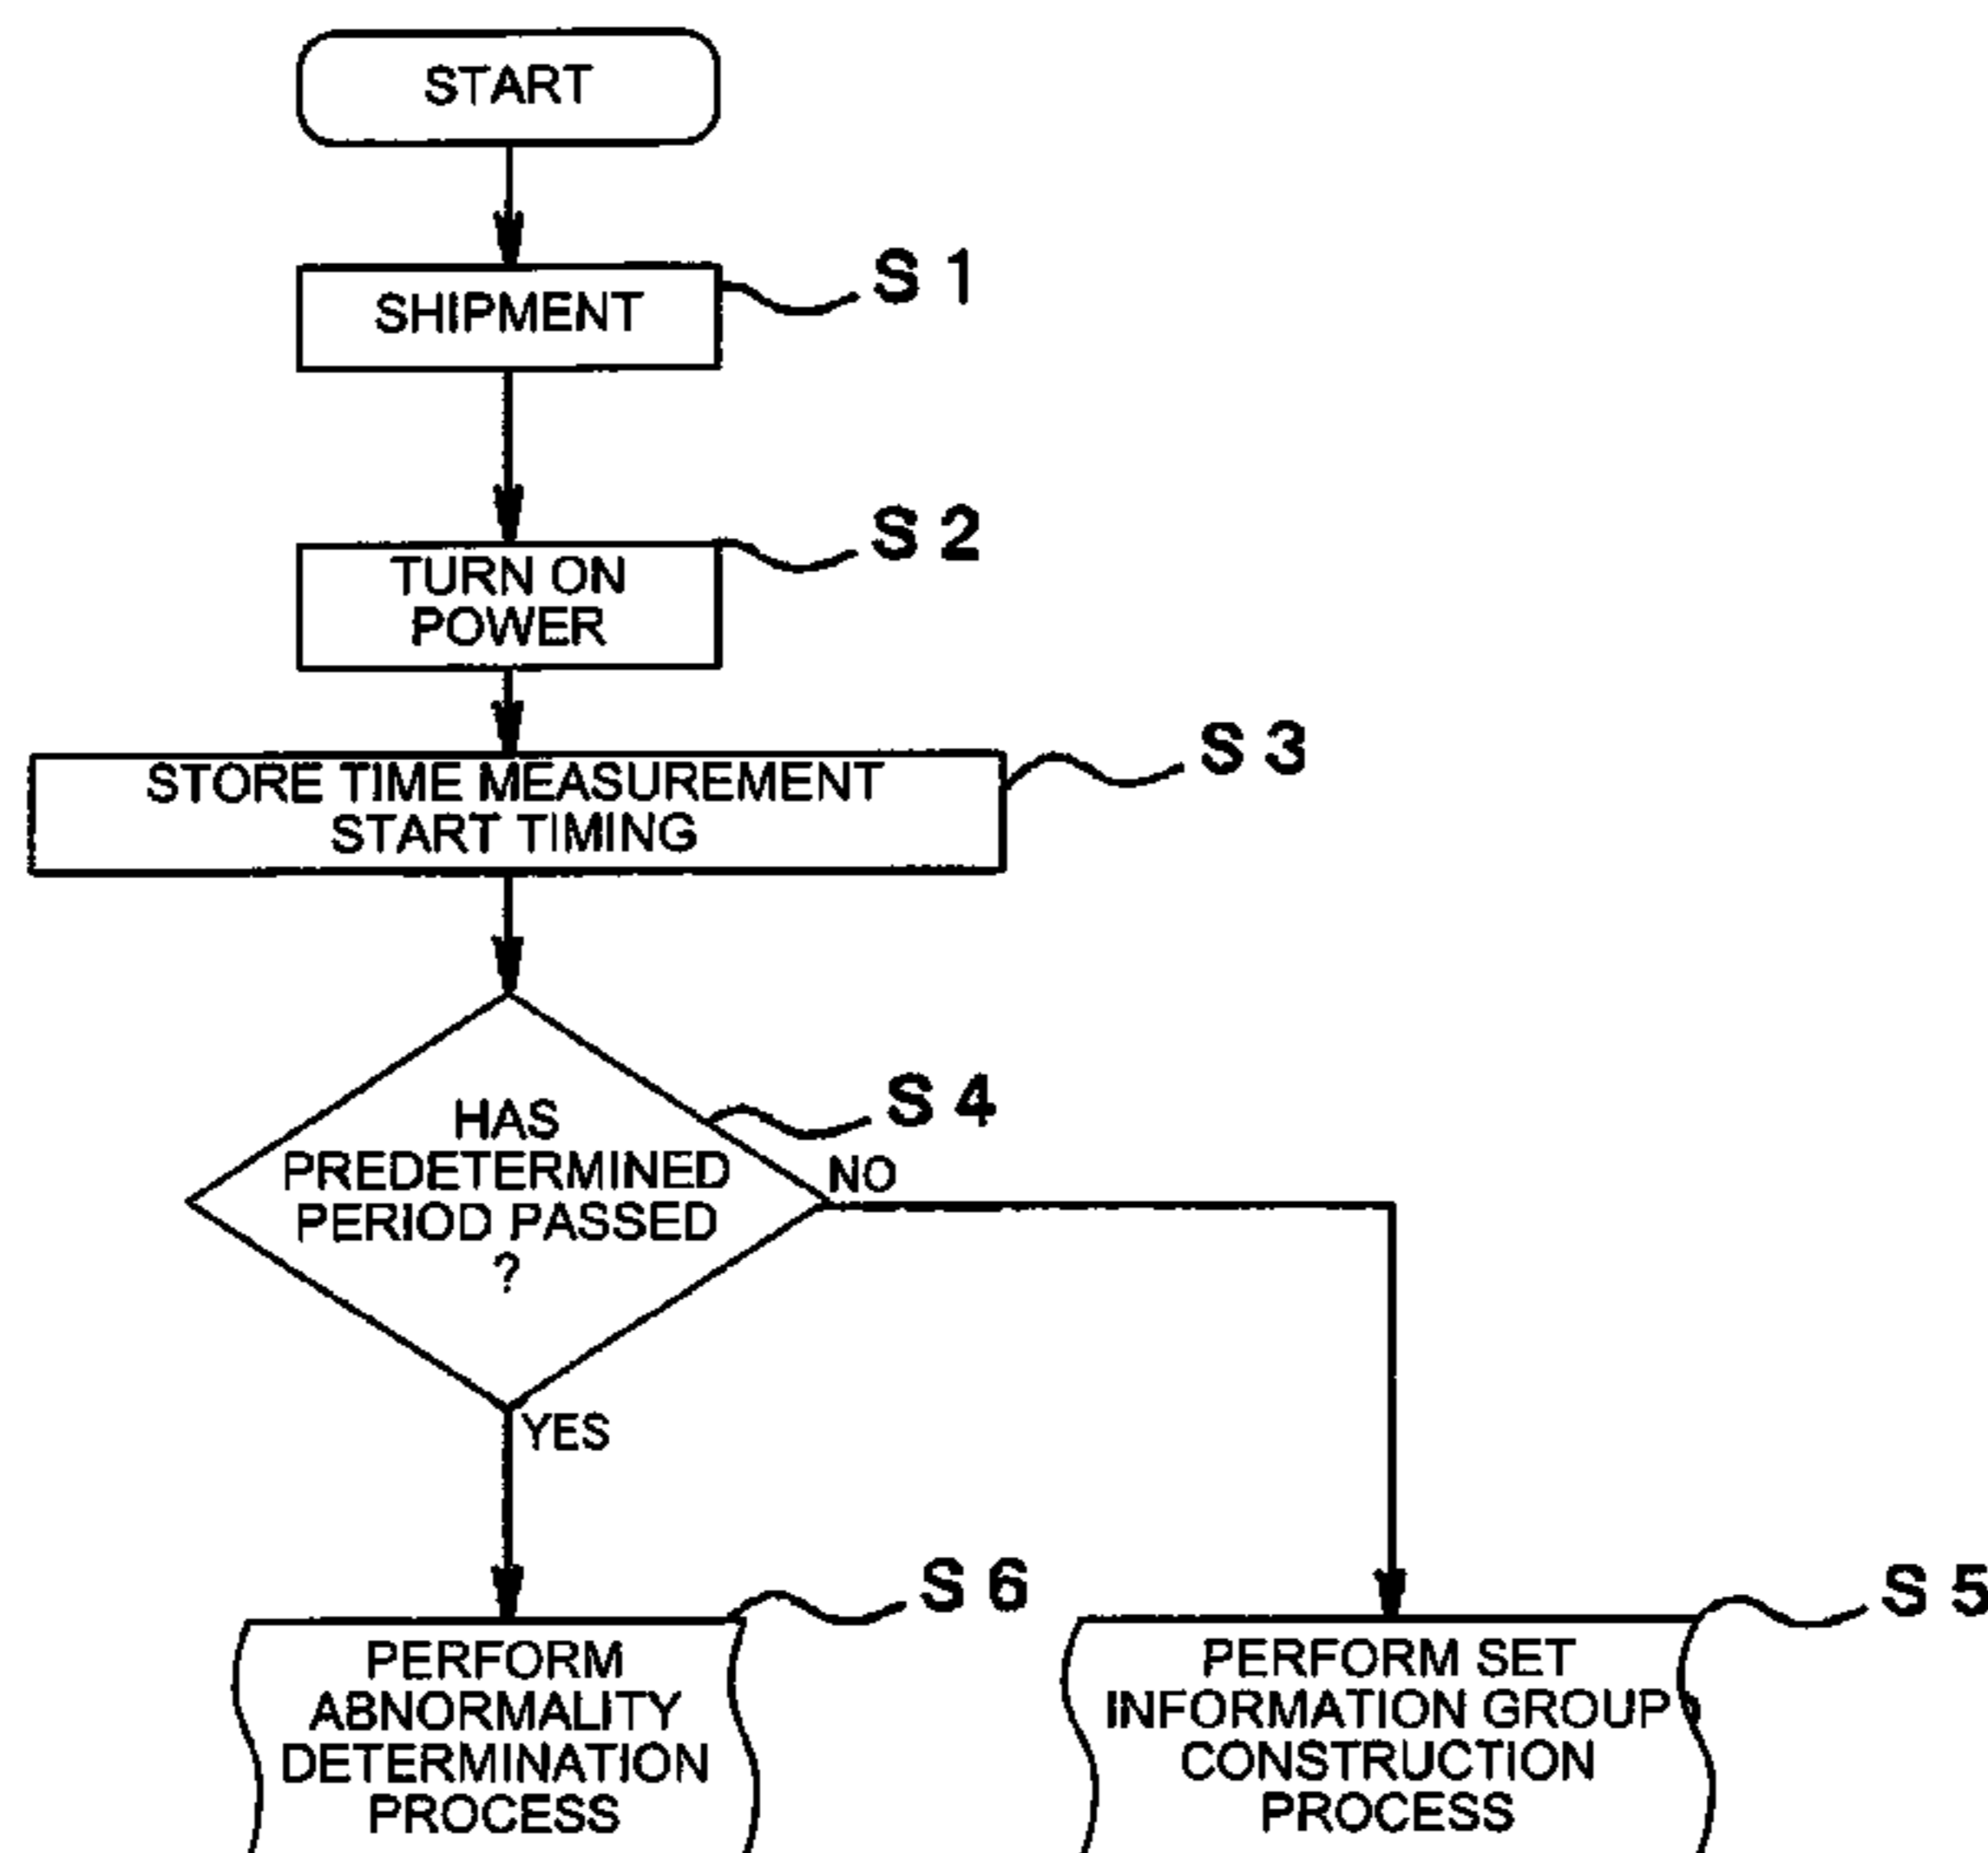 START
SHIPMENT
S 1
TURN ON
POWER
S 2
STORE TIME MEASUREMENT
START TIMING
S 3
HAS
PREDETERMINED
PERIOD PASSED
?
S 4
NO
YES
PERFORM
ABNORMALITY
DETERMINATION
PROCESS
S 6
PERFORM SET
INFORMATION GROUP
CONSTRUCTION
PROCESS
S 5